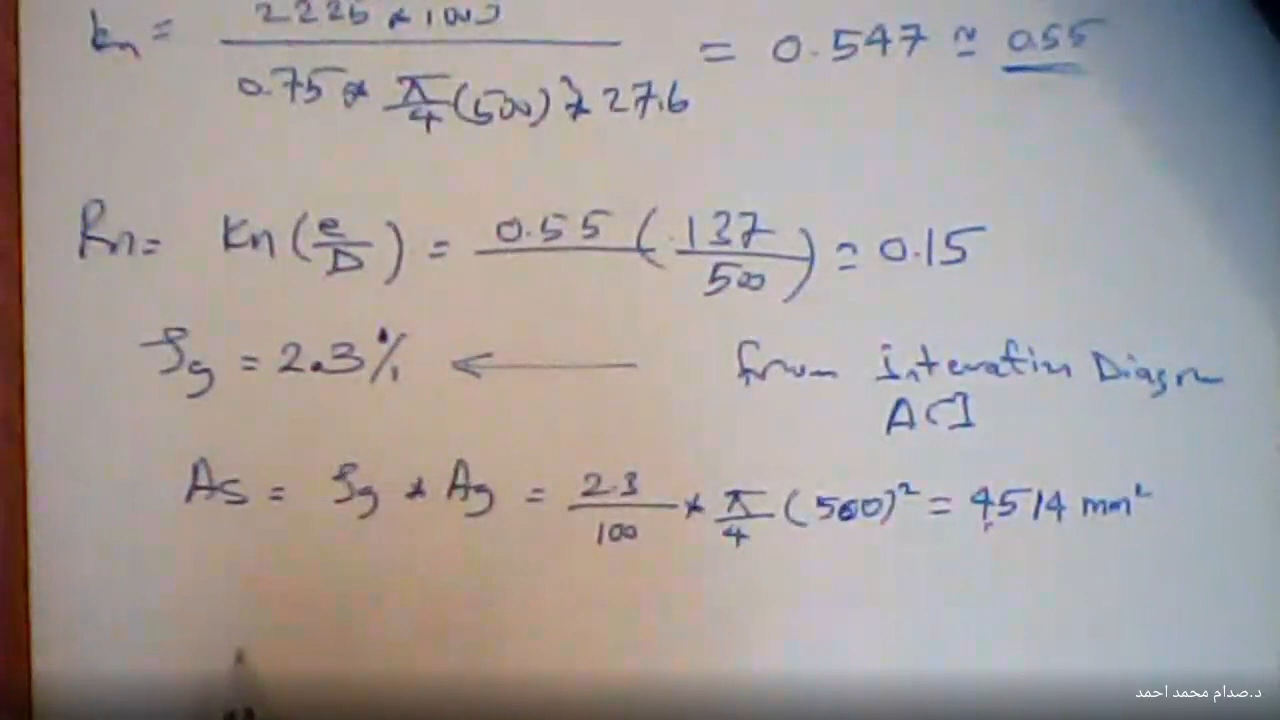 kn = 2225 * 1000 / 0.75 * π/4 (500)² * 27.6 = 0.547 ≅ 0.55
Rn = Kn (e/D) = 0.55 (137/500) = 0.15
ρg = 2.3% ← from interaction Diagram
ACI
As = ρg * Ag = 2.3/100 * π/4 (500)² = 4514 mm²
د.صدام محمد احمد